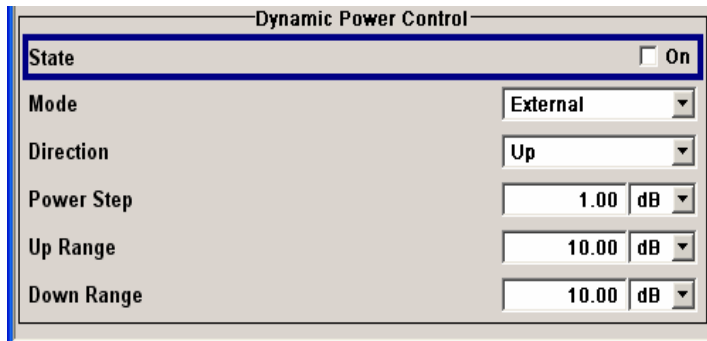 Dynamic Power Control
State On
Mode External
Direction Up
Power Step 1.00 dB
Up Range 10.00 dB
Down Range 10.00 dB